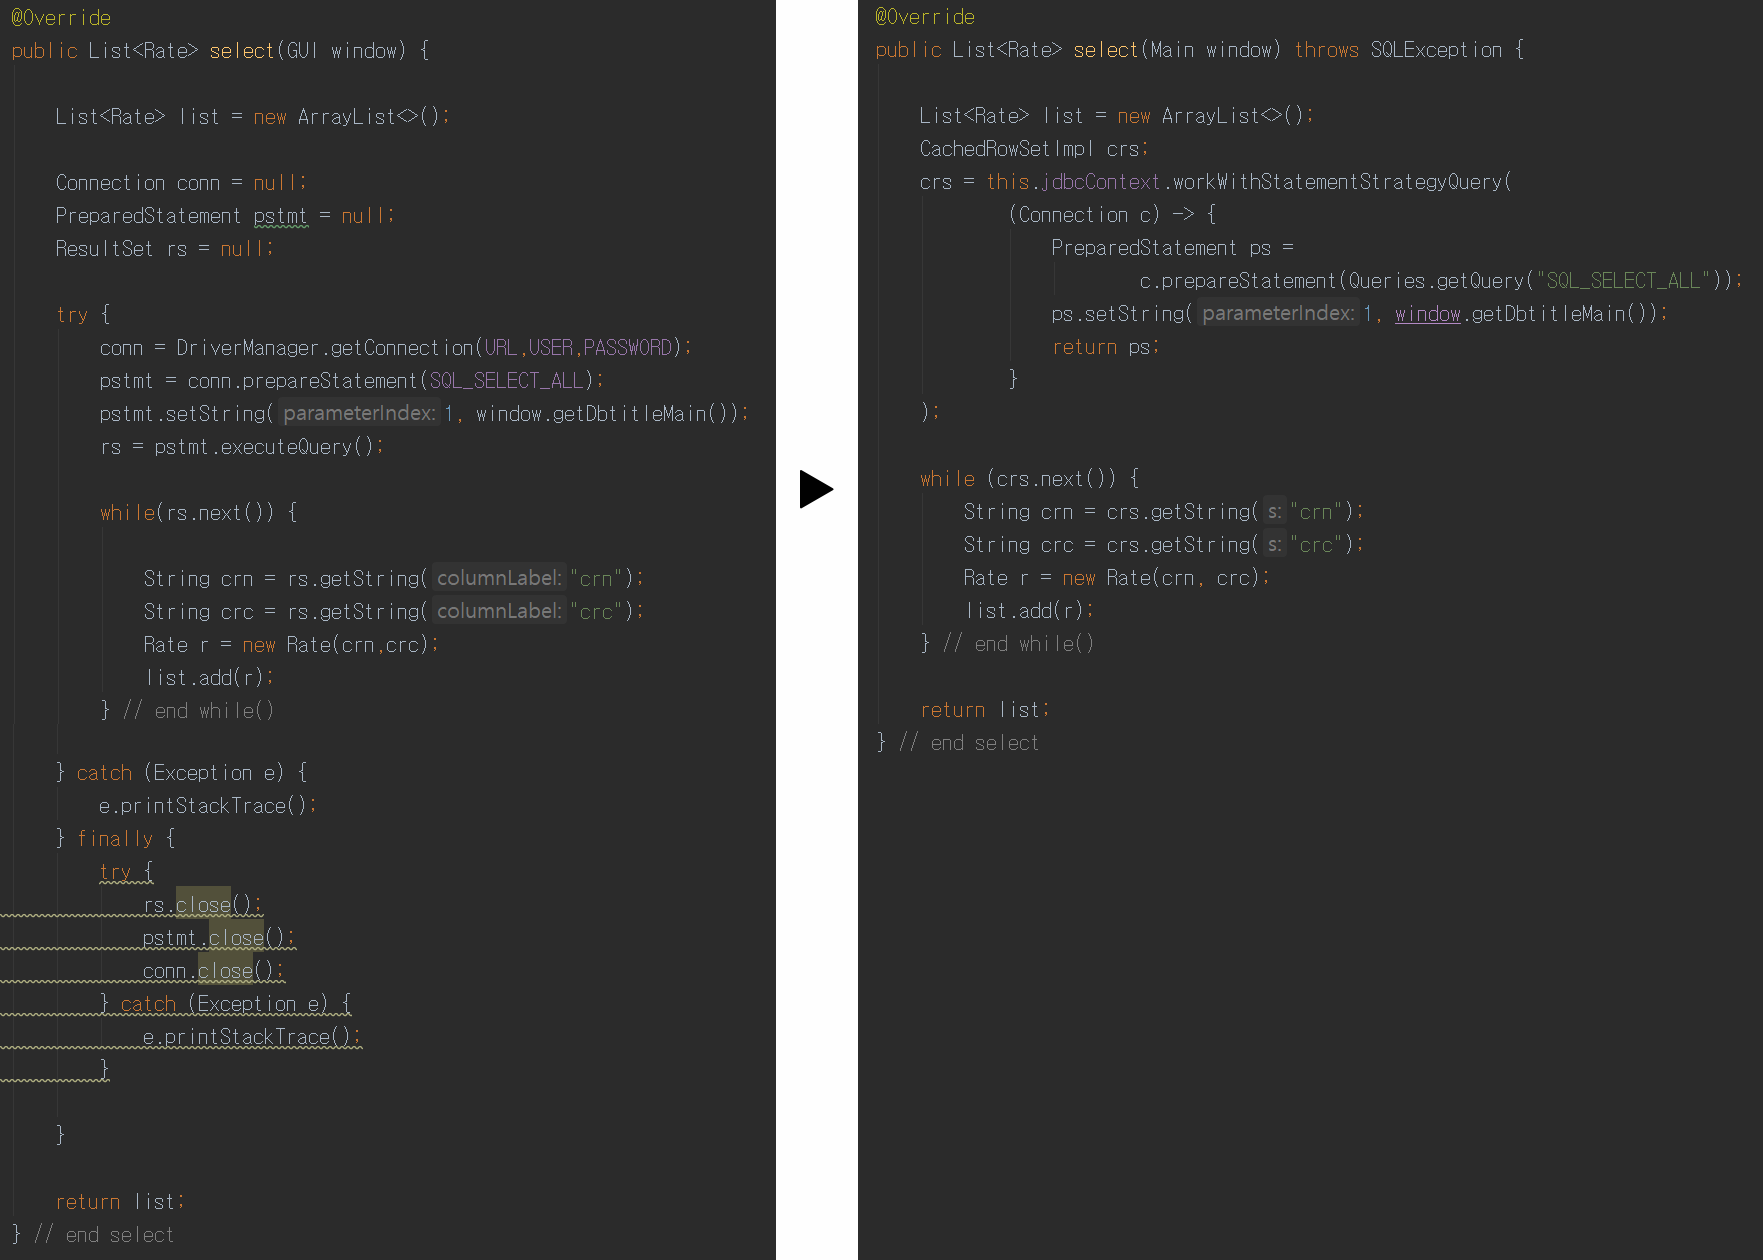 @Override
public List<Rate> select(GUI window) {
List<Rate> list = new ArrayList<>();
Connection conn = null;
PreparedStatement pstmt = null;
ResultSet rs = null;
try {
conn = DriverManager.getConnection(URL,USER,PASSWORD);
pstmt = conn.prepareStatement(SQL_SELECT_ALL);
pstmt.setString( parameterIndex: 1, window.getDbtitleMain());
rs = pstmt.executeQuery();
while(rs.next()) {
String crn = rs.getString( columnLabel: "crn");
String crc = rs.getString( columnLabel: "crc");
Rate r = new Rate(crn,crc);
list.add(r);
} // end while()
} catch (Exception e) {
e.printStackTrace();
} finally {
try {
rs.close();
pstmt.close();
conn.close();
} catch (Exception e) {
e.printStackTrace();
}
}
return list;
} // end select
@Override
public List<Rate> select(Main window) throws SQLException {
List<Rate> list = new ArrayList<>();
CachedRowSetImpl crs;
crs = this.jdbcContext.workWithStatementStrategyQuery(
(Connection c) -> {
PreparedStatement ps =
c.prepareStatement(Queries.getQuery("SQL_SELECT_ALL"));
ps.setString( parameterIndex: 1, window.getDbtitleMain());
return ps;
}
);
while (crs.next()) {
String crn = crs.getString( s: "crn");
String crc = crs.getString( s: "crc");
Rate r = new Rate(crn, crc);
list.add(r);
} // end while()
return list;
} // end select